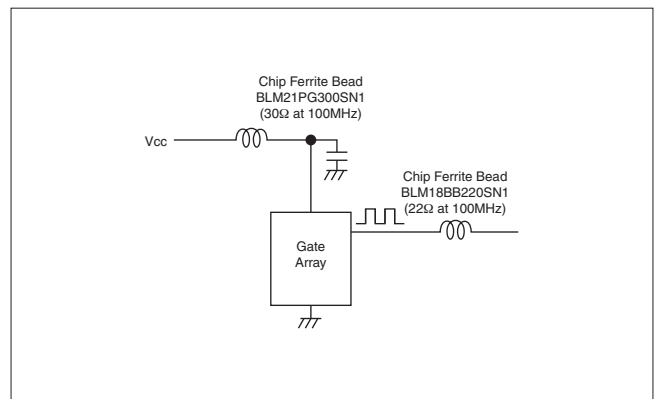 Chip Ferrite Bead
BLM21PG300SN1
(30Ω at 100MHz)
Vcc
Chip Ferrite Bead
BLM18BB220SN1
(22Ω at 100MHz)
Gate
Array